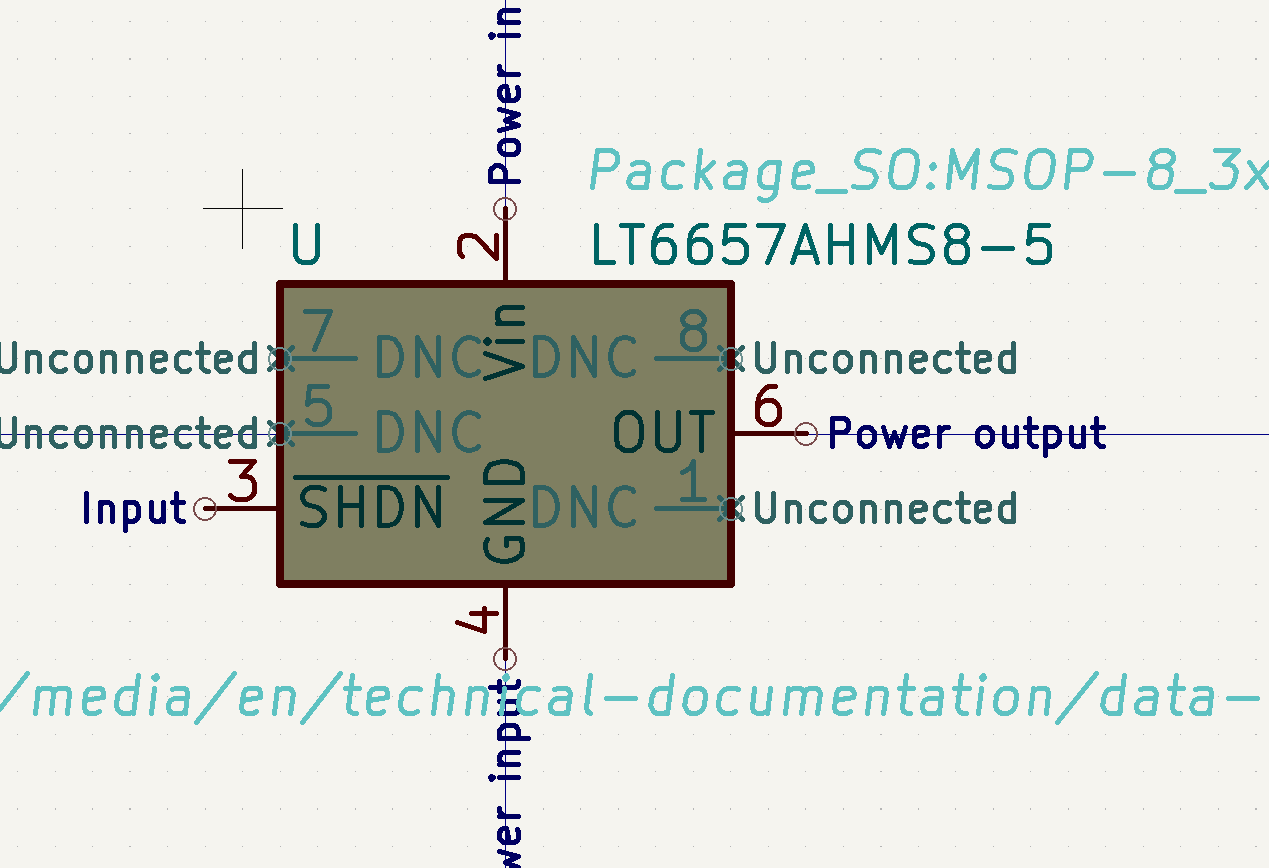 Power in
Package_SO:MSOP-8_3x
U
2
LT6657AHMS8-5
Unconnected
7
DNC
Vin
DNC
8
Unconnected
Unconnected
5
DNC
OUT
6
Power output
Input
3
SHDN
GND
DNC
1
Unconnected
4
/media/en/technical-documentation/data-
wer input